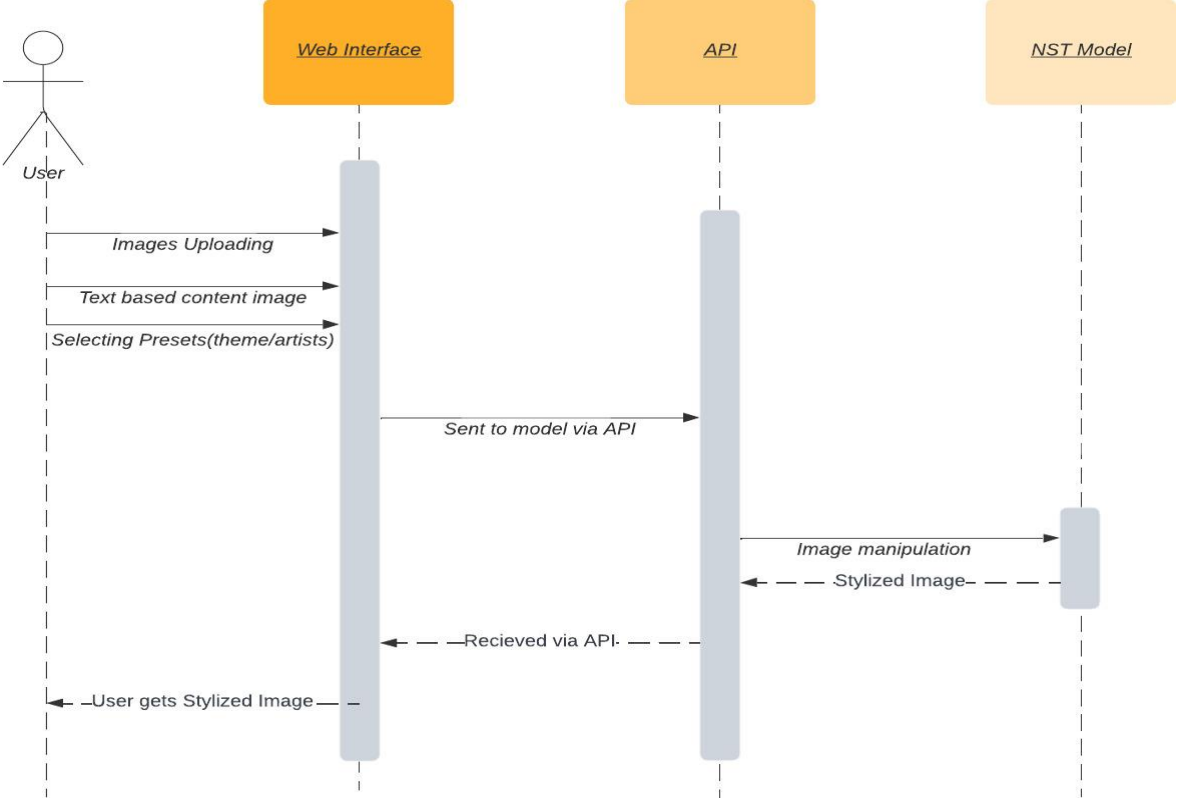 Web Interface
API
NST Model
User
Images Uploading
Text based content image
Selecting Presets(theme/artists)
Sent to model via API
Image manipulation
Stylized Image
Recieved via API
User gets Stylized Image